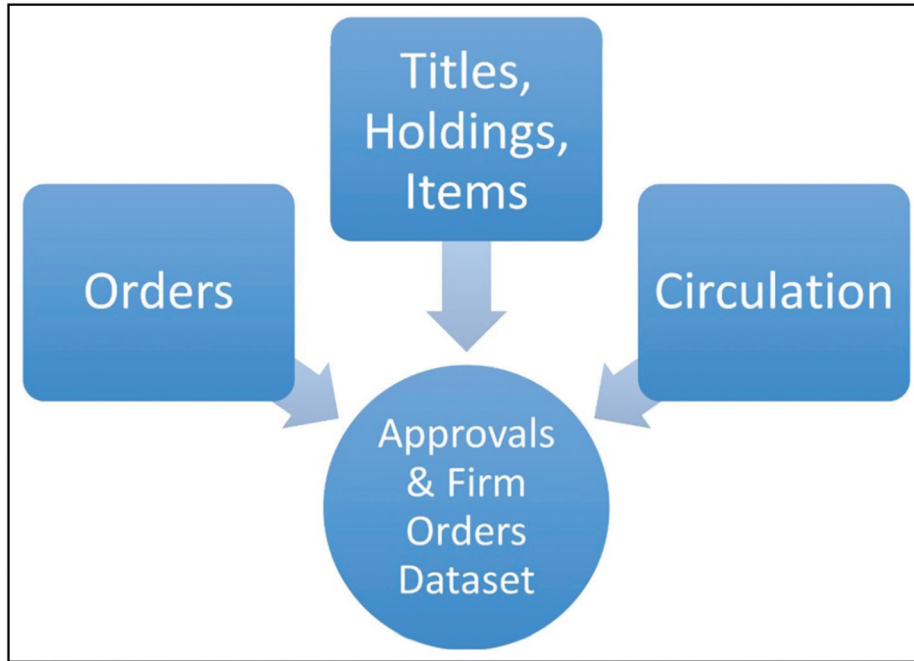 Titles,
Holdings,
Items
Orders
Circulation
Approvals
& Firm
Orders
Dataset